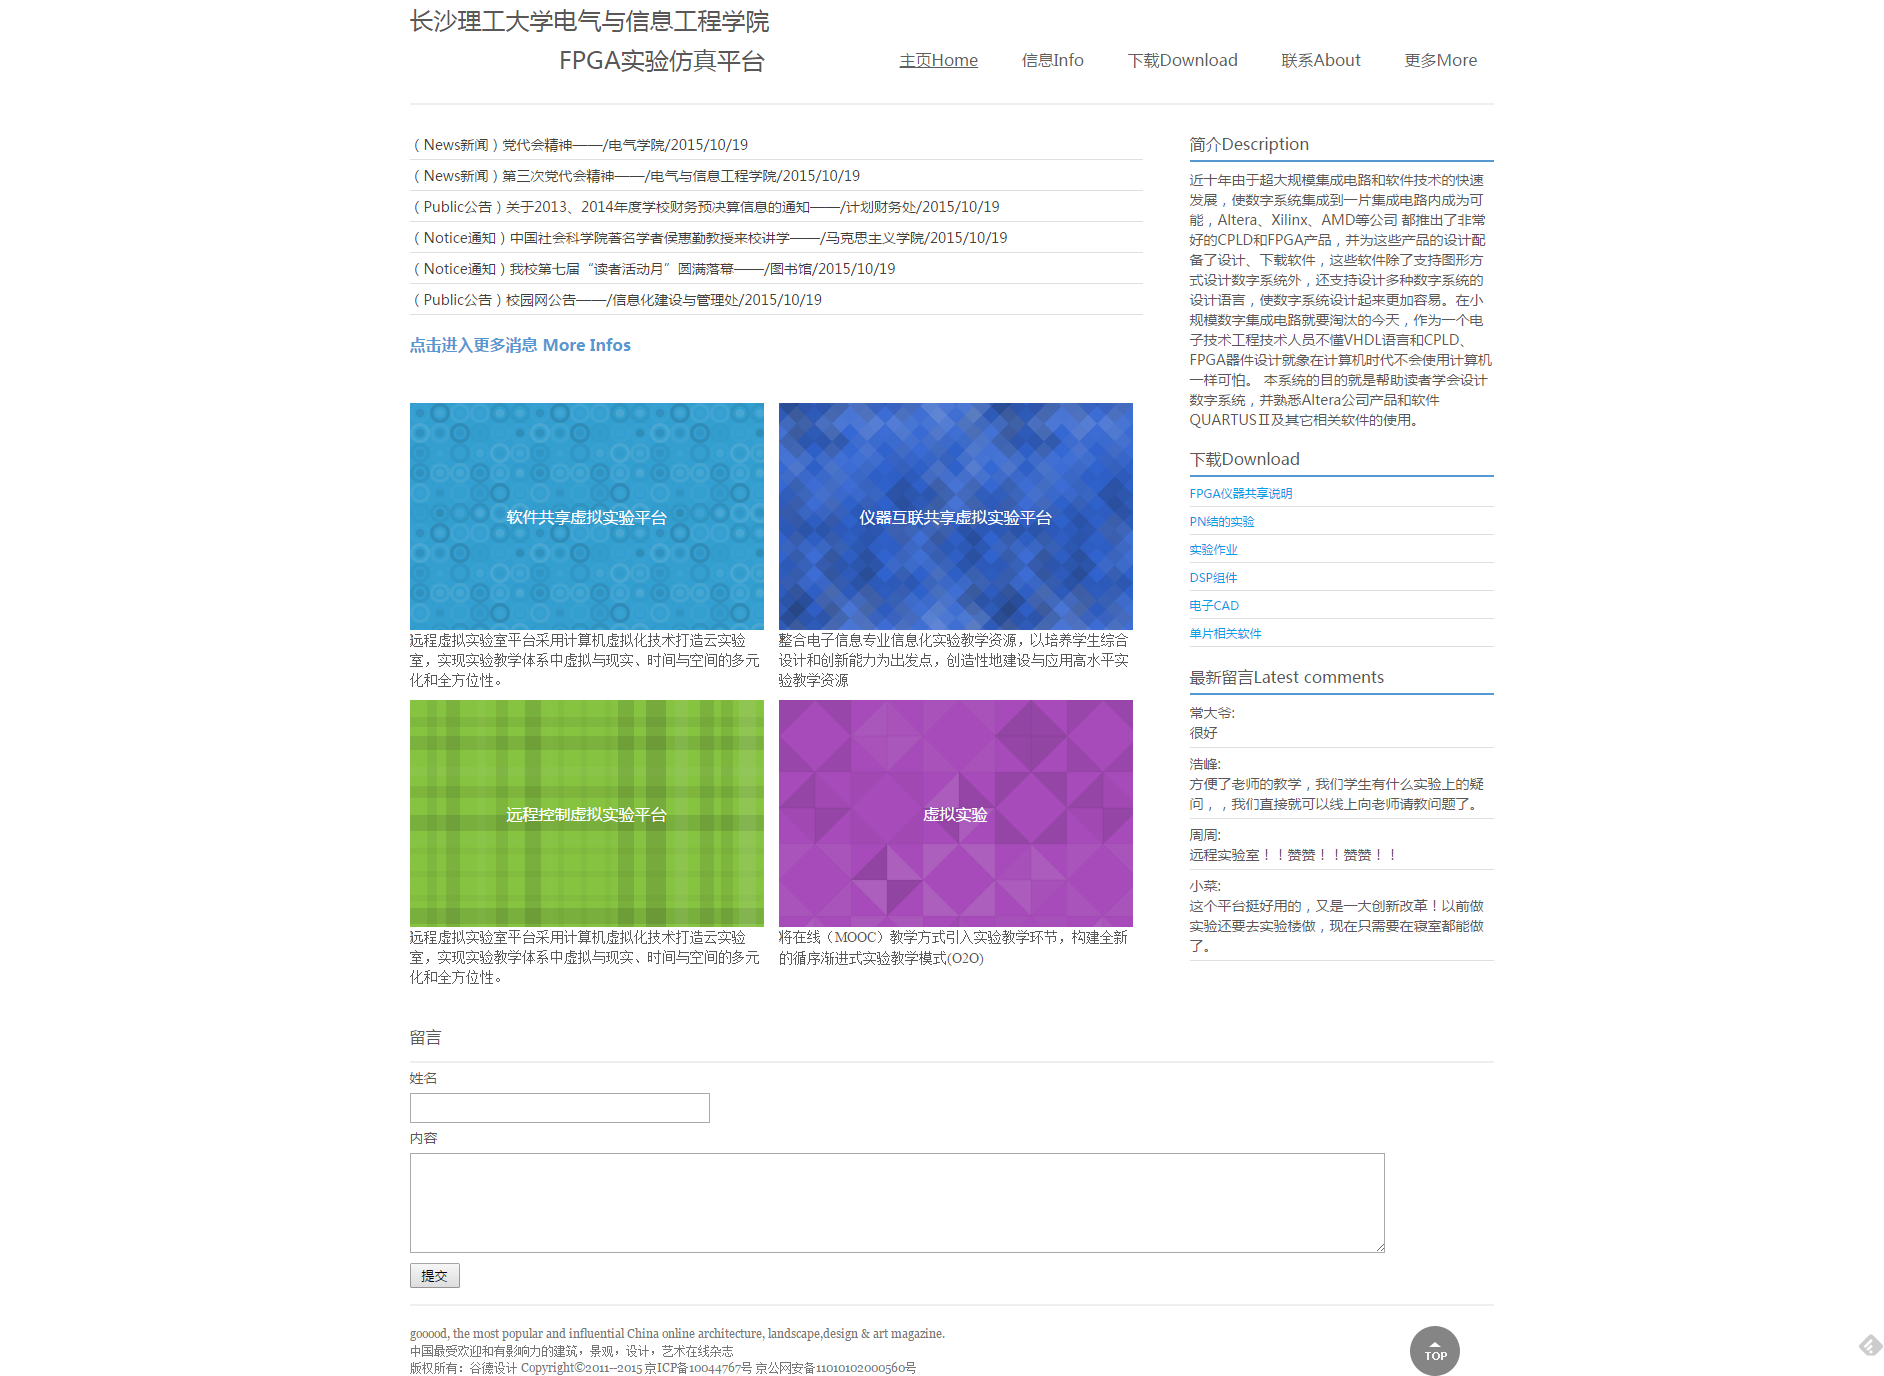 长沙理工大学电气与信息工程学院
FPGA实验仿真平台
主页Home 信息Info 下载Download 联系About 更多More
（News新闻）党代会精神——/电气学院/2015/10/19
（News新闻）第三次党代会精神——/电气与信息工程学院/2015/10/19
（Public公告）关于2013、2014年度学校财务预决算信息的通知——/计划财务处/2015/10/19
（Notice通知）中国社会科学院著名学者侯惠勤教授来校讲学——/马克思主义学院/2015/10/19
（Notice通知）我校第七届“读者活动月”圆满落幕——/图书馆/2015/10/19
（Public公告）校园网公告——/信息化建设与管理处/2015/10/19
点击进入更多消息 More Infos
软件共享虚拟实验平台
远程虚拟实验室平台采用计算机虚拟化技术打造云实验
室，实现实验教学体系中虚拟与现实、时间与空间的多元
化和全方位性。
仪器互联共享虚拟实验平台
整合电子信息专业信息化实验教学资源，以培养学生综合
设计和创新能力为出发点，创造性地建设与应用高水平实
验教学资源
远程控制虚拟实验平台
远程虚拟实验室平台采用计算机虚拟化技术打造云实验
室，实现实验教学体系中虚拟与现实、时间与空间的多元
化和全方位性。
虚拟实验
将在线（MOOC）教学方式引入实验教学环节，构建全新
的循序渐进式实验教学模式(O2O)
简介Description
近十年由于超大规模集成电路和软件技术的快速
发展，使数字系统集成到一片集成电路内成为可
能，Altera、Xilinx、AMD等公司 都推出了非常
好的CPLD和FPGA产品，并为这些产品的设计配
备了设计、下载软件，这些软件除了支持图形方
式设计数字系统外，还支持设计多种数字系统的
设计语言，使数字系统设计起来更加容易。在小
规模数字集成电路就要淘汰的今天，作为一个电
子技术工程技术人员不懂VHDL语言和CPLD、
FPGA器件设计就象在计算机时代不会使用计算机
一样可怕。 本系统的目的就是帮助读者学会设计
数字系统，并熟悉Altera公司产品和软件
QUARTUSⅡ及其它相关软件的使用。
下载Download
FPGA仪器共享说明
PN结的实验
实验作业
DSP组件
电子CAD
单片相关软件
最新留言Latest comments
常大爷:
很好
浩峰:
方便了老师的教学，我们学生有什么实验上的疑
问，，我们直接就可以线上向老师请教问题了。
周周:
远程实验室！！赞赞！！赞赞！！
小菜:
这个平台挺好用的，又是一大创新改革！以前做
实验还要去实验楼做，现在只需要在寝室都能做
了。
留言
姓名
内容
提交
gooood, the most popular and influential China online architecture, landscape,design & art magazine.
中国最受欢迎和有影响力的建筑，景观，设计，艺术在线杂志
版权所有：谷德设计 Copyright©2011--2015 京ICP备10044767号 京公网安备11010102000560号
TOP